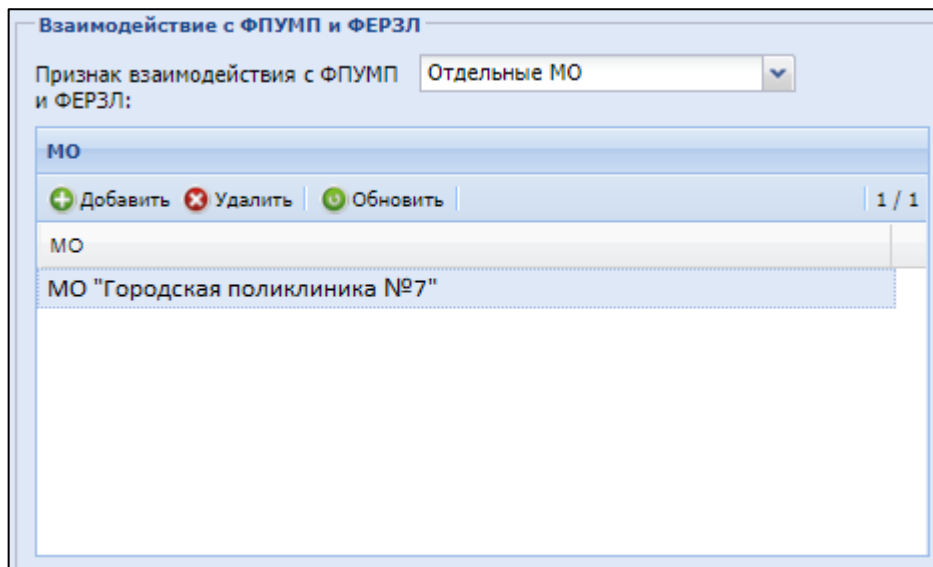 Взаимодействие с ФПУМП и ФЕРЗЛ
Признак взаимодействия с ФПУМП
и ФЕРЗЛ:
Отдельные МО
МО
Добавить Удалить Обновить 1 / 1
МО
МО "Городская поликлиника №7"